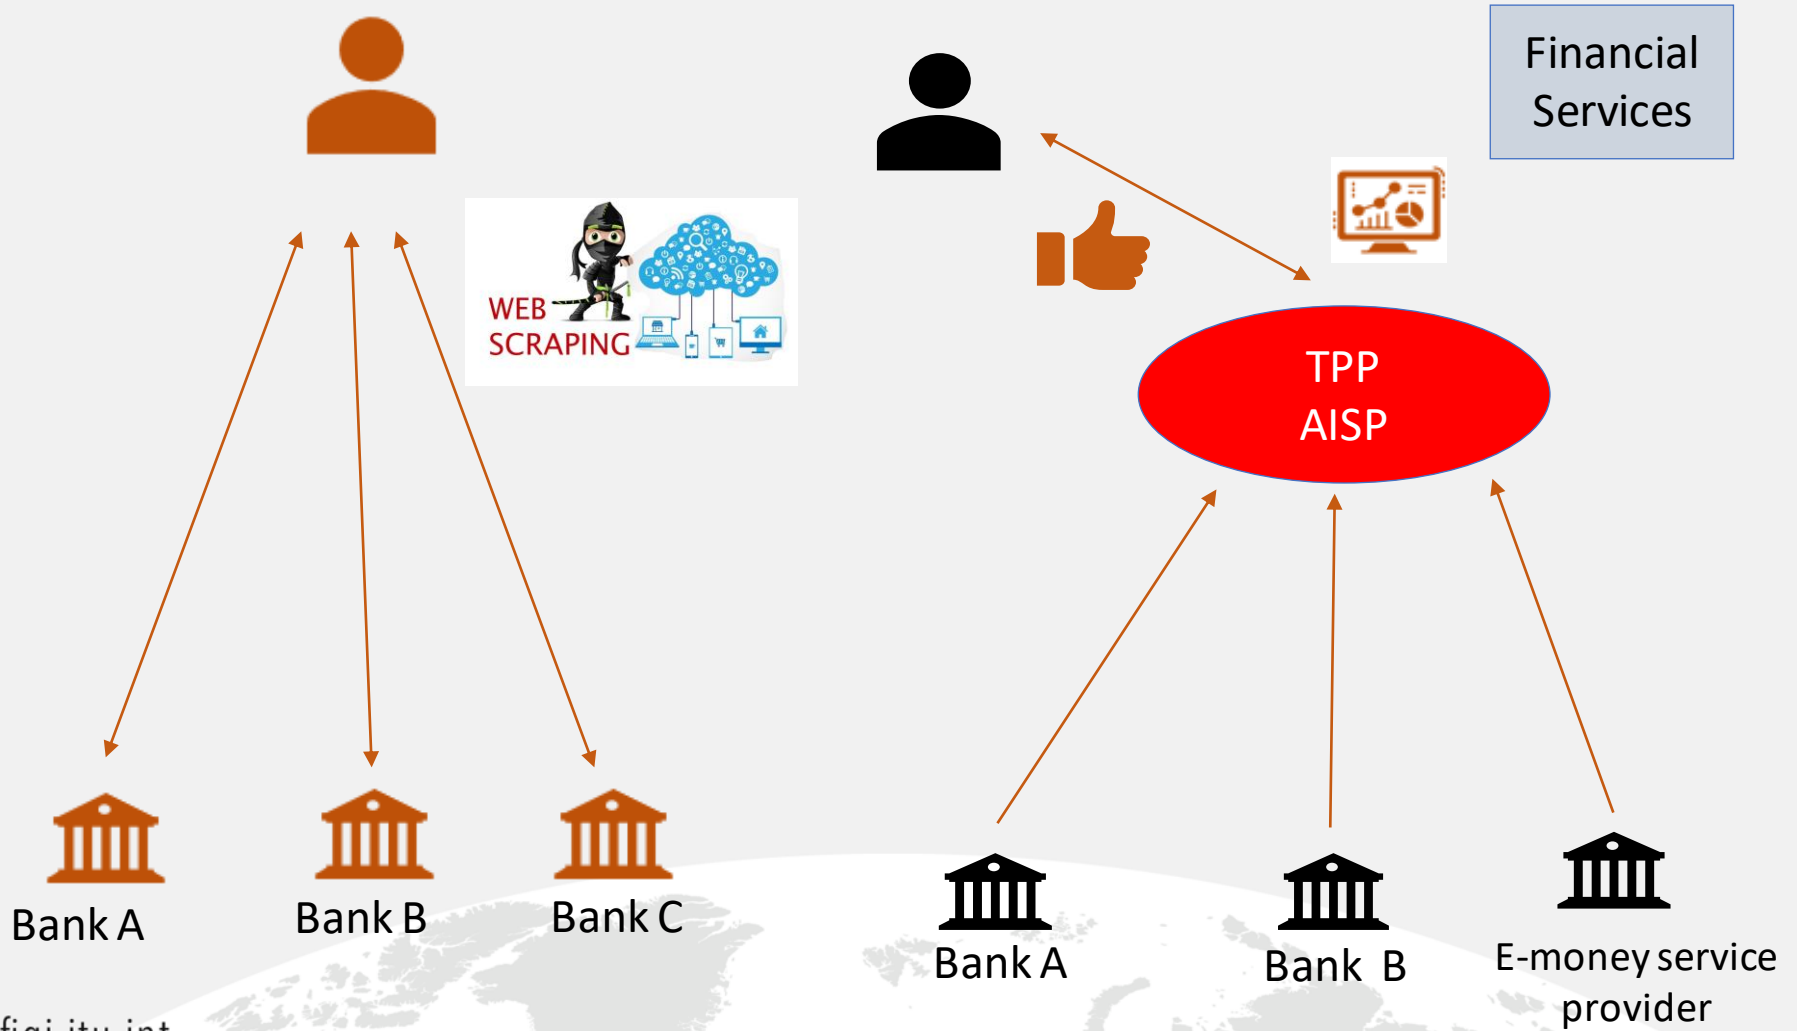 Financial
Services
WEB
SCRAPING
TPP
AISP
Bank A
Bank B
Bank C
Bank A
Bank B
E-money service
provider